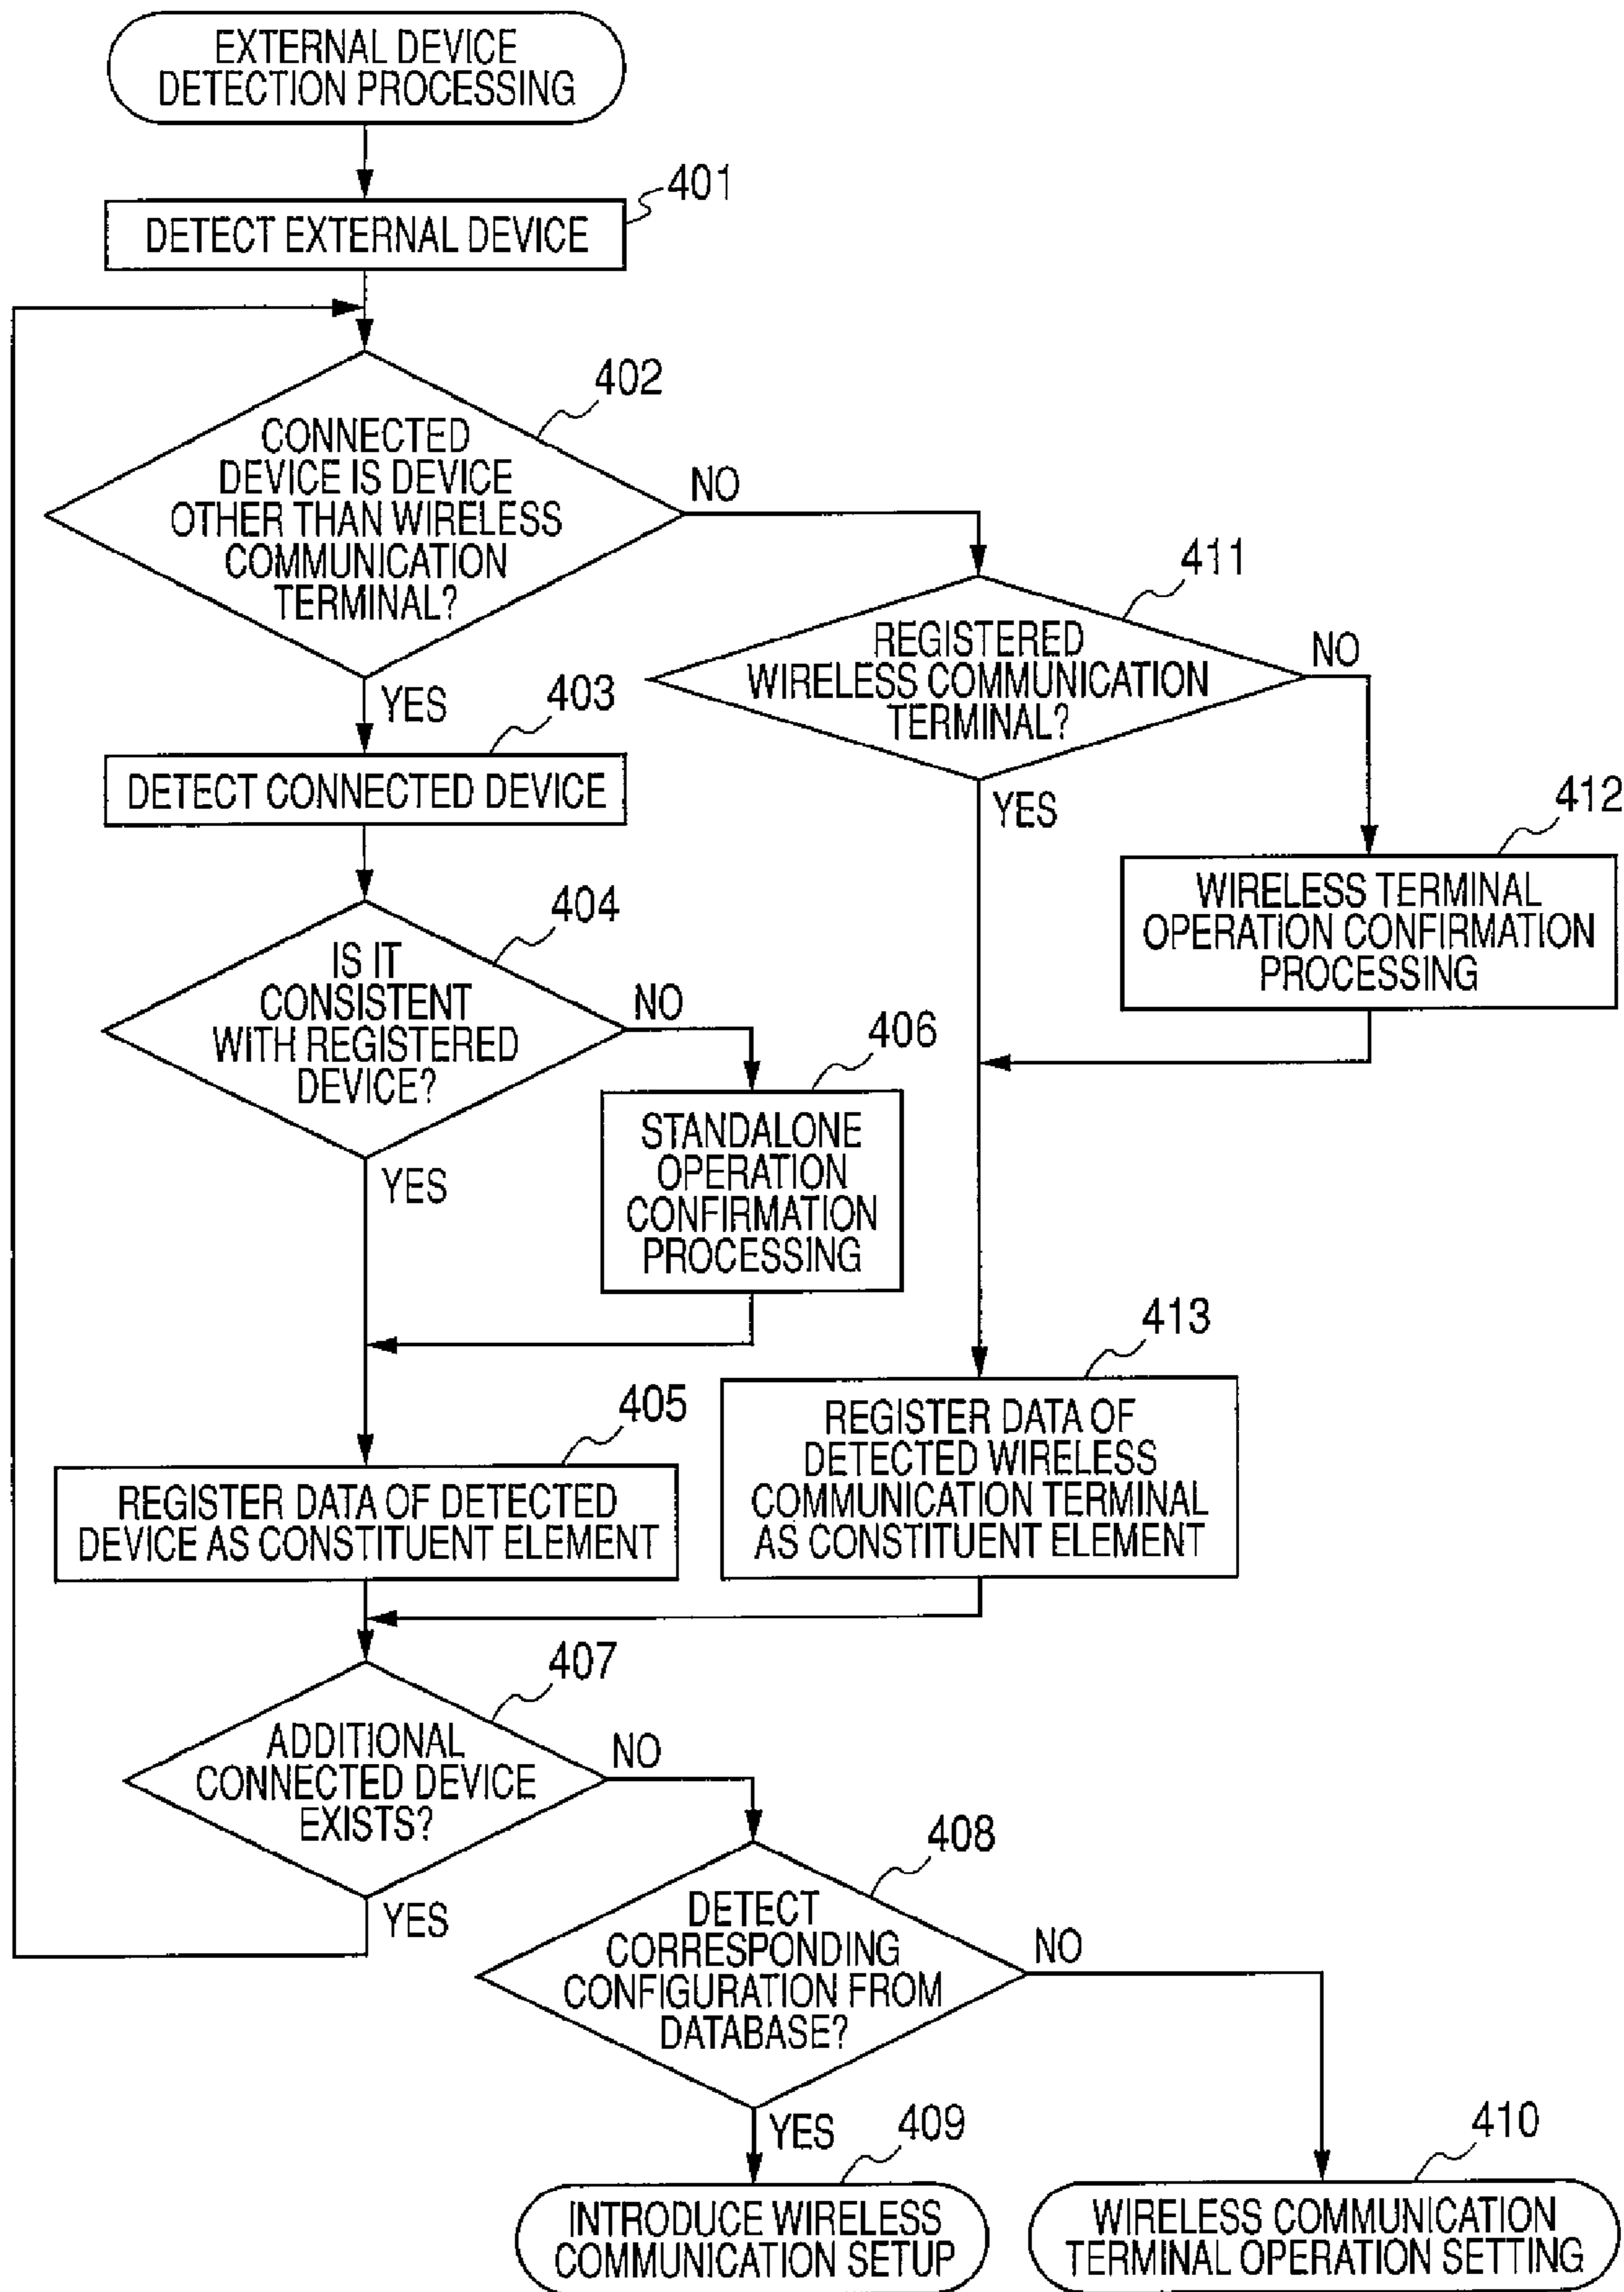 EXTERNAL DEVICE
DETECTION PROCESSING
401
DETECT EXTERNAL DEVICE
402
CONNECTED
DEVICE IS DEVICE
OTHER THAN WIRELESS
COMMUNICATION
TERMINAL?
NO
YES
411
REGISTERED
WIRELESS COMMUNICATION
TERMINAL?
NO
YES
403
DETECT CONNECTED DEVICE
412
WIRELESS TERMINAL
OPERATION CONFIRMATION
PROCESSING
404
IS IT
CONSISTENT
WITH REGISTERED
DEVICE?
NO
YES
406
STANDALONE
OPERATION
CONFIRMATION
PROCESSING
413
REGISTER DATA OF
DETECTED WIRELESS
COMMUNICATION TERMINAL
AS CONSTITUENT ELEMENT
405
REGISTER DATA OF DETECTED
DEVICE AS CONSTITUENT ELEMENT
407
ADDITIONAL
CONNECTED DEVICE
EXISTS?
NO
YES
408
DETECT
CORRESPONDING
CONFIGURATION FROM
DATABASE?
NO
YES
409
INTRODUCE WIRELESS
COMMUNICATION SETUP
410
WIRELESS COMMUNICATION
TERMINAL OPERATION SETTING